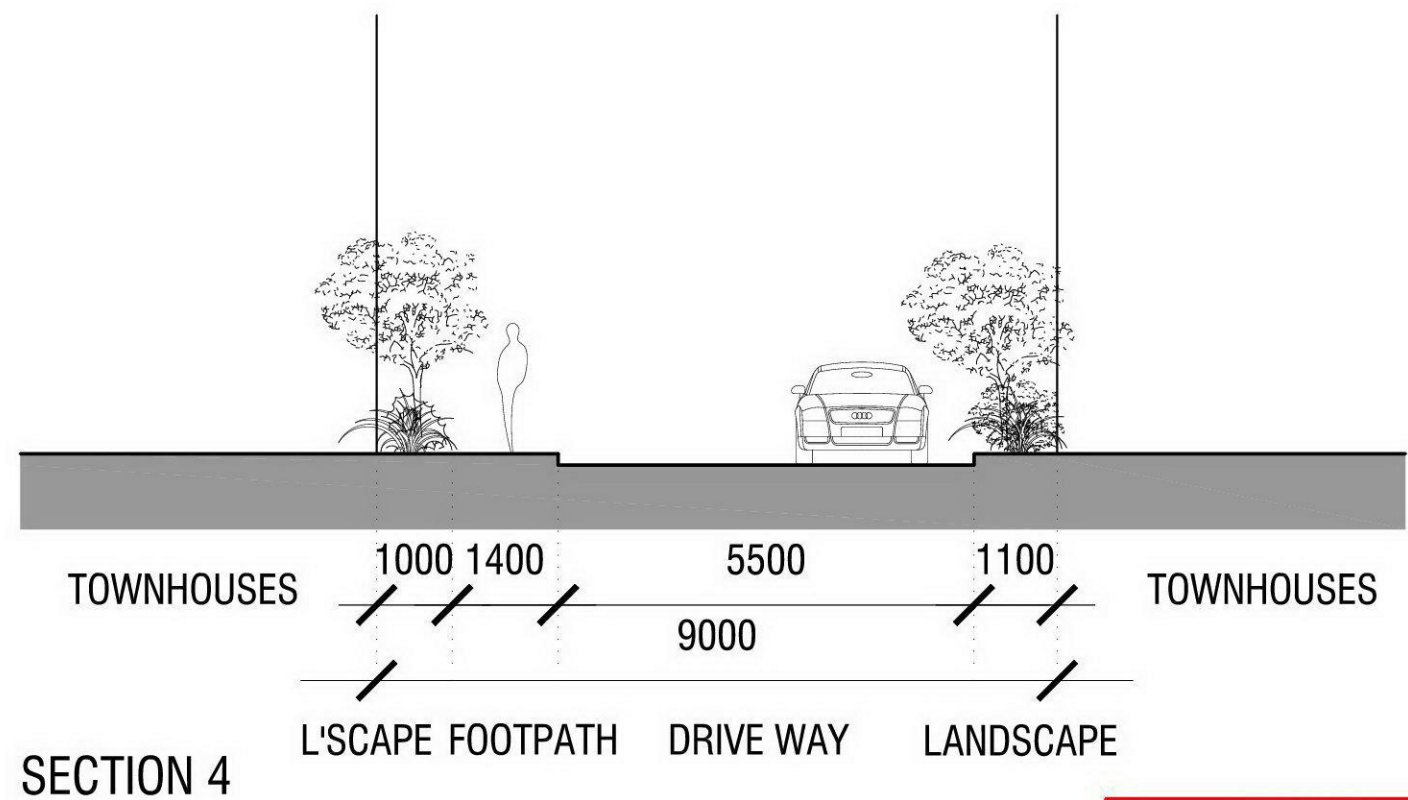 1000 1400 5500 1100
TOWNHOUSES TOWNHOUSES
9000
L'SCAPE FOOTPATH DRIVE WAY LANDSCAPE
SECTION 4